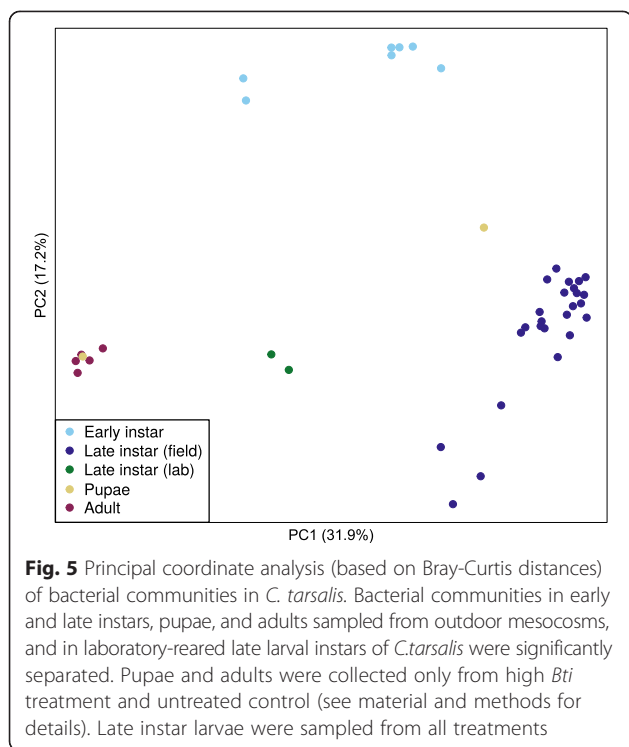 PC2 (17.2%)
Early instar
Late instar (field)
Late instar (lab)
Pupae
Adult
PC1 (31.9%)
Fig. 5 Principal coordinate analysis (based on Bray-Curtis distances)
of bacterial communities in C. tarsalis. Bacterial communities in early
and late instars, pupae, and adults sampled from outdoor mesocosms,
and in laboratory-reared late larval instars of C.tarsalis were significantly
separated. Pupae and adults were collected only from high Bti
treatment and untreated control (see material and methods for
details). Late instar larvae were sampled from all treatments